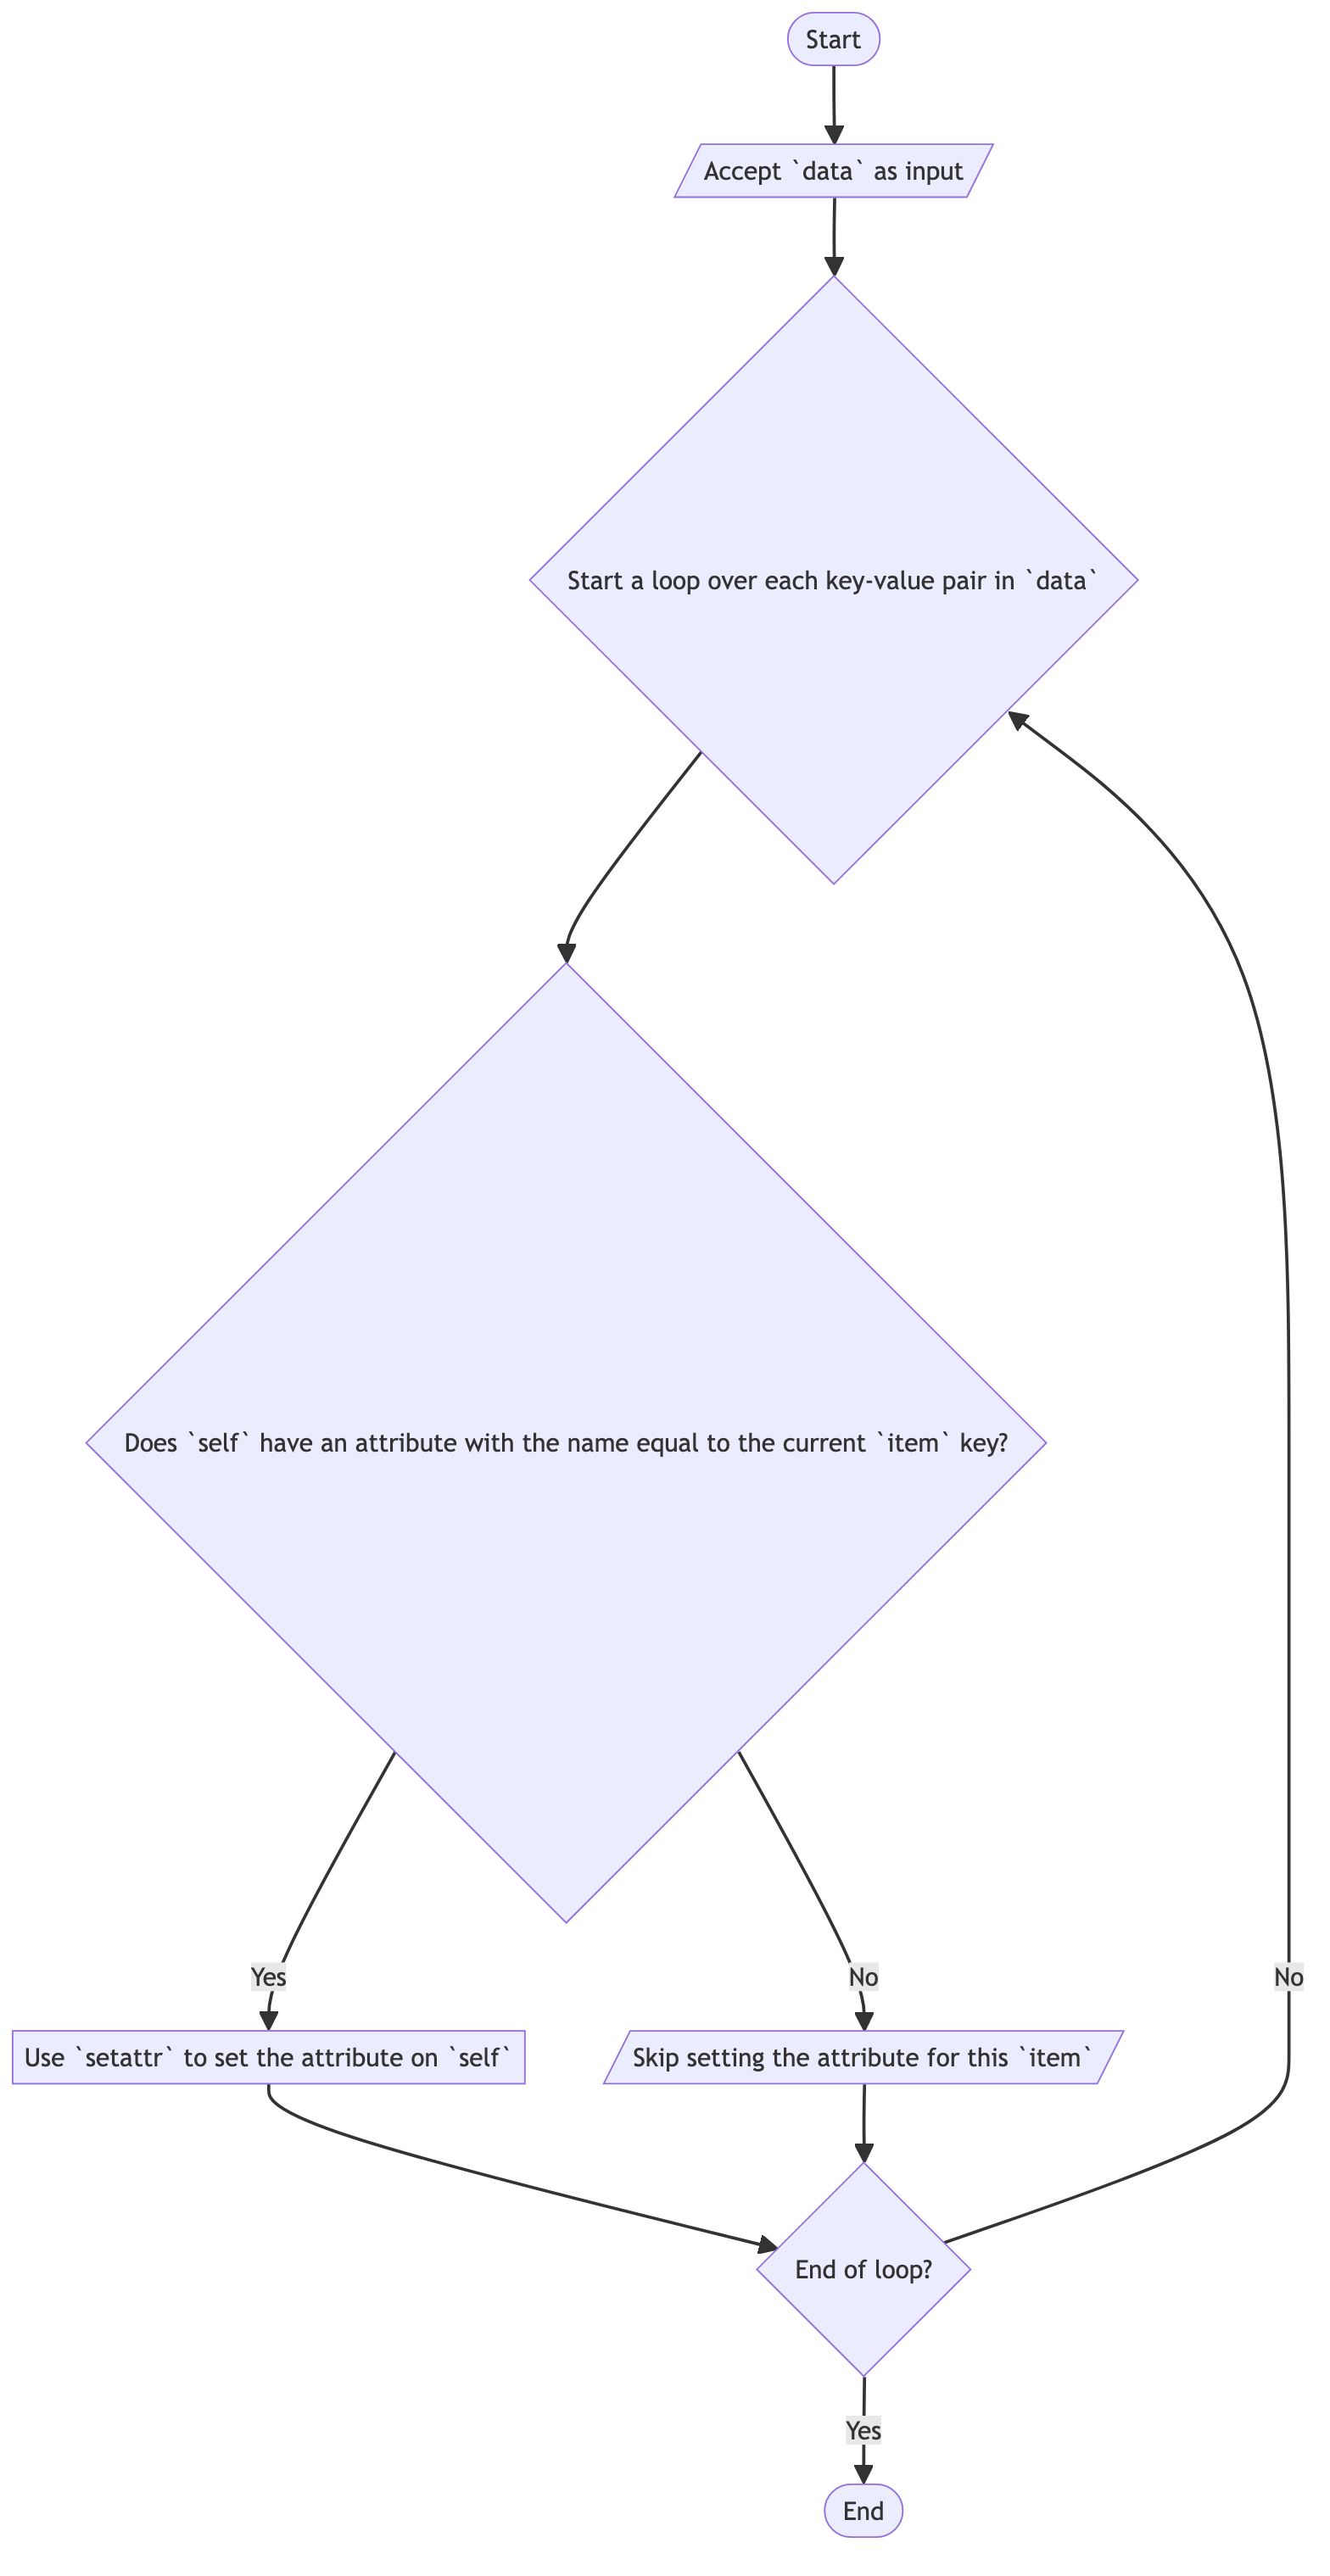 Start
Accept `data` as input
Start a loop over each key-value pair in `data`
Does `self` have an attribute with the name equal to the current `item` key?
Yes
No
No
Use `setattr` to set the attribute on `self`
Skip setting the attribute for this `item`
End of loop?
Yes
End